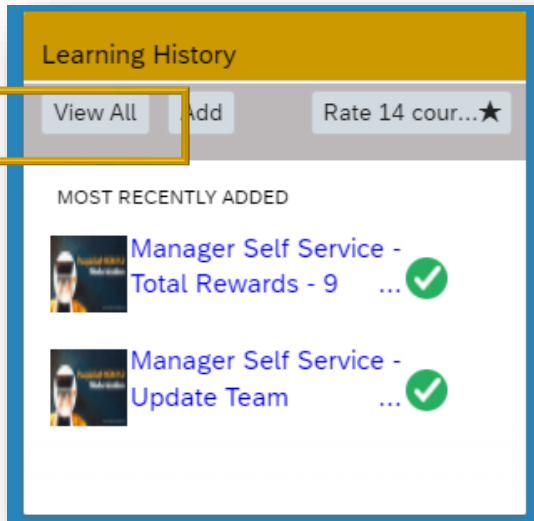 Learning History
View All Add Rate 14 cour...★
MOST RECENTLY ADDED
Manager Self Service -
Total Rewards - 9 ...
Manager Self Service -
Update Team ...